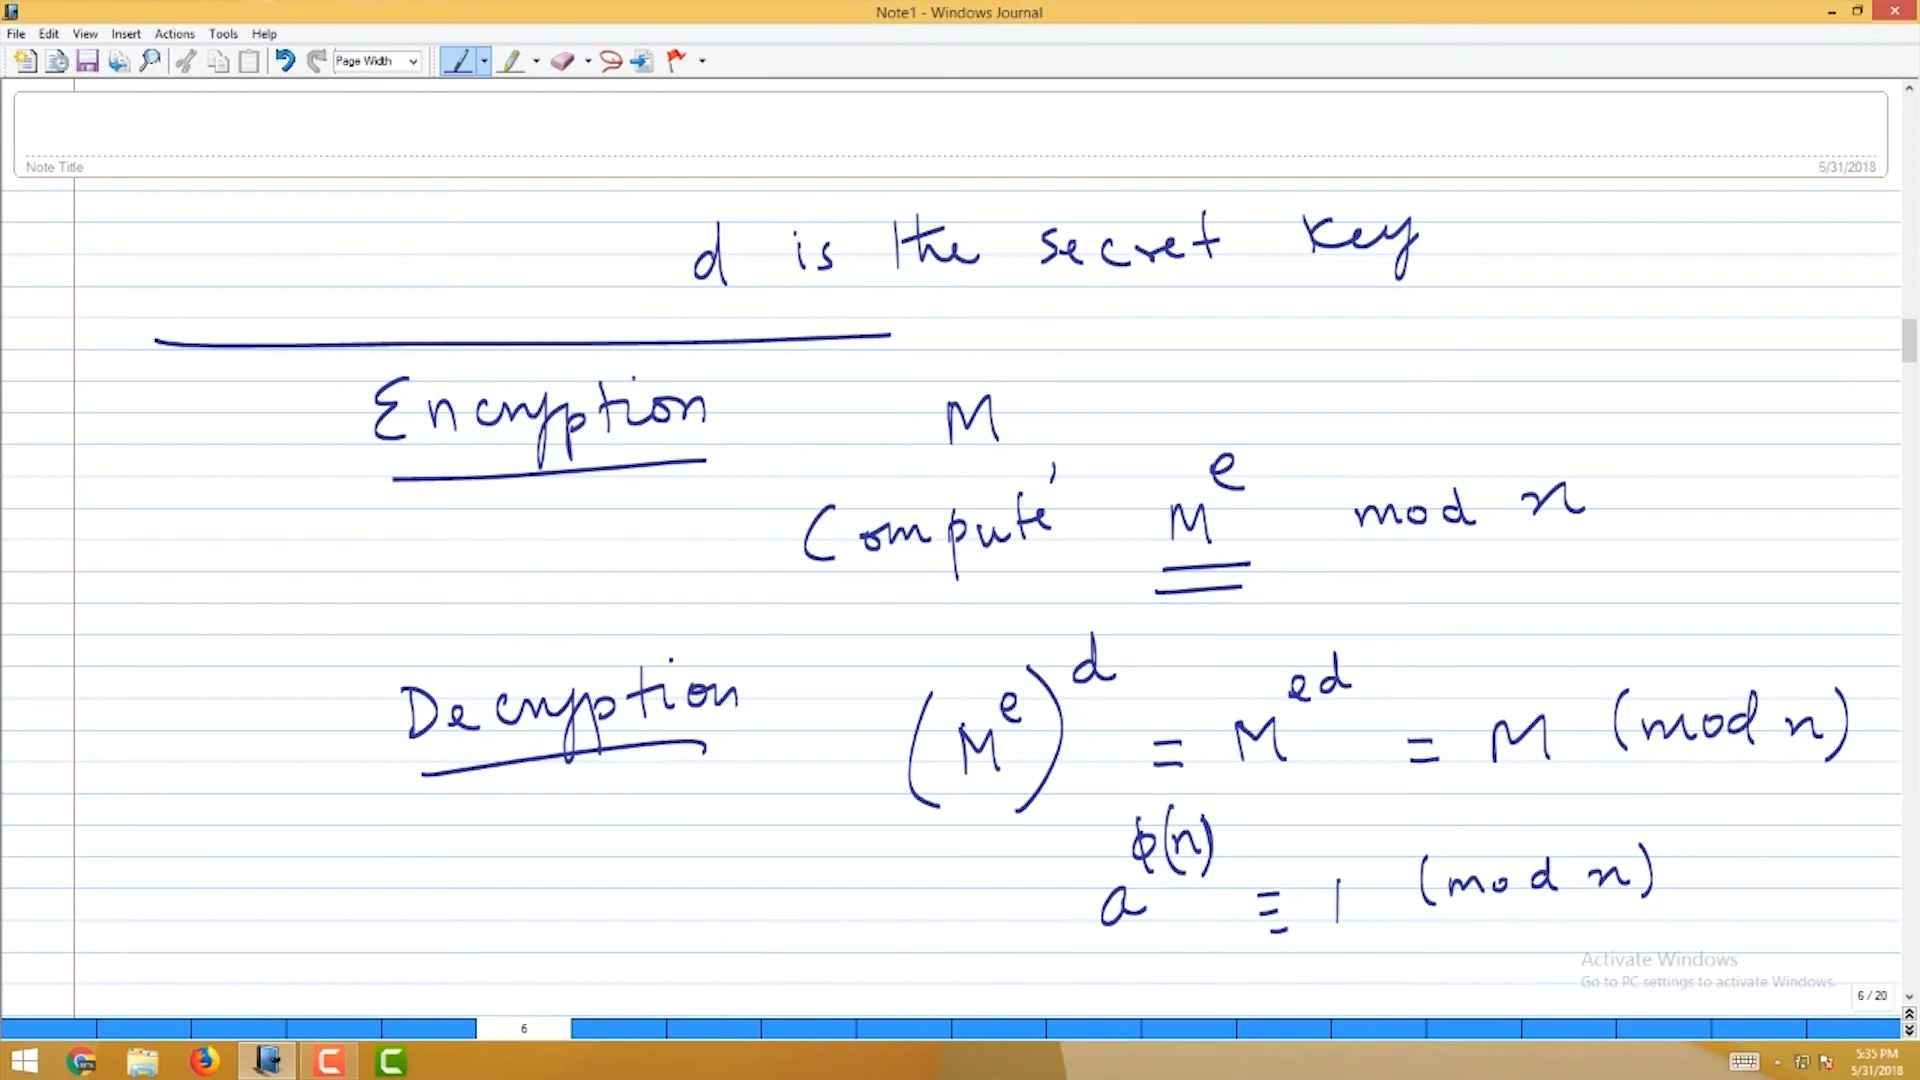 Note1 - Windows Journal
File Edit View Insert Actions Tools Help
Page Width
Note Title 5/31/2018
d is the secret key
Encryption M
Compute M^e mod n
Decryption (M^e)^d = M^ed = M (mod n)
a^ϕ(n) ≡ 1 (mod n)
Activate Windows
Go to PC settings to activate Windows.
6 / 20
6
5:35 PM
5/31/2018